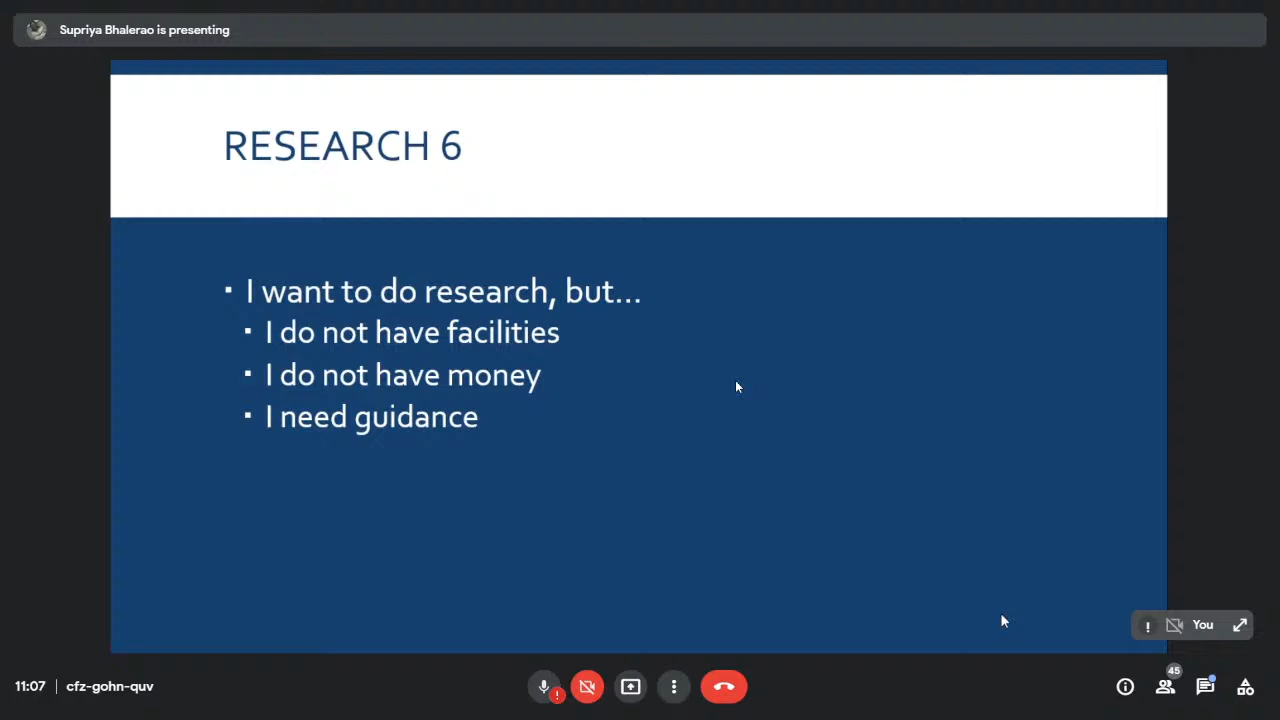 Supriya Bhalerao is presenting
RESEARCH 6
▪ I want to do research, but...
▪ I do not have facilities
▪ I do not have money
▪ I need guidance
You
45
11:07 | cfz-gohn-quv